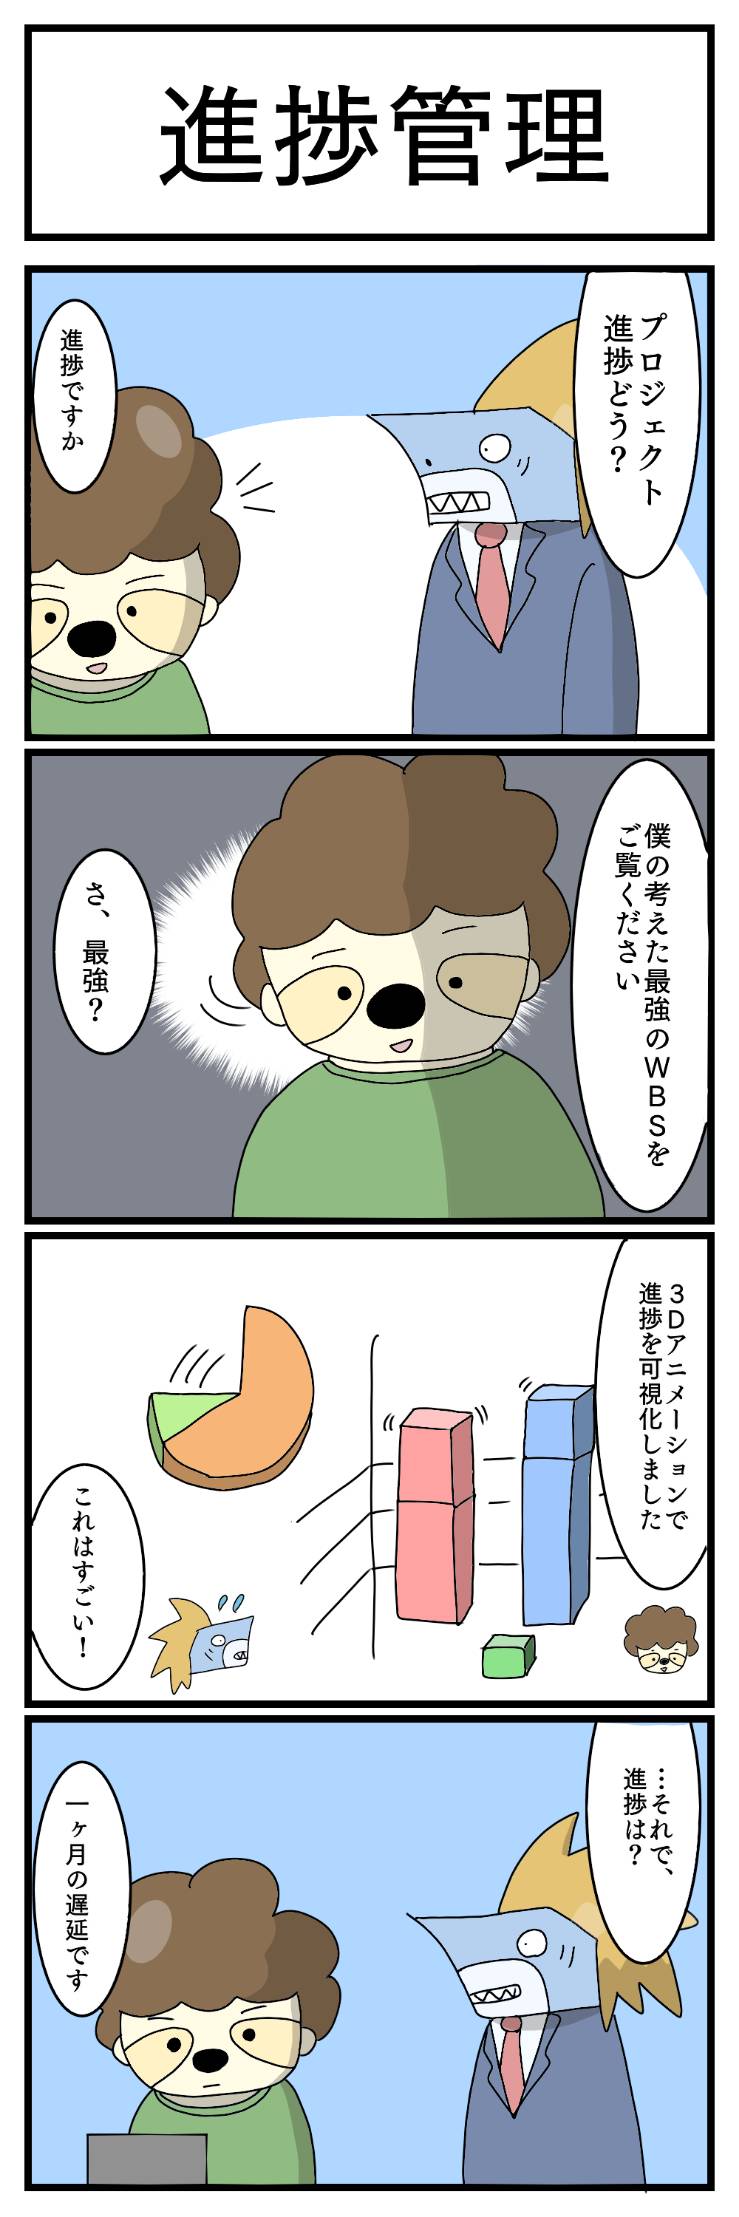 進捗管理
プロジェクト
進捗どう？
進捗ですか
僕の考えた最強のWBSを
ご覧ください
さ、最強？
3Dアニメーションで
進捗を可視化しました
これはすごい！
…それで、
進捗は？
一ヶ月の遅延です